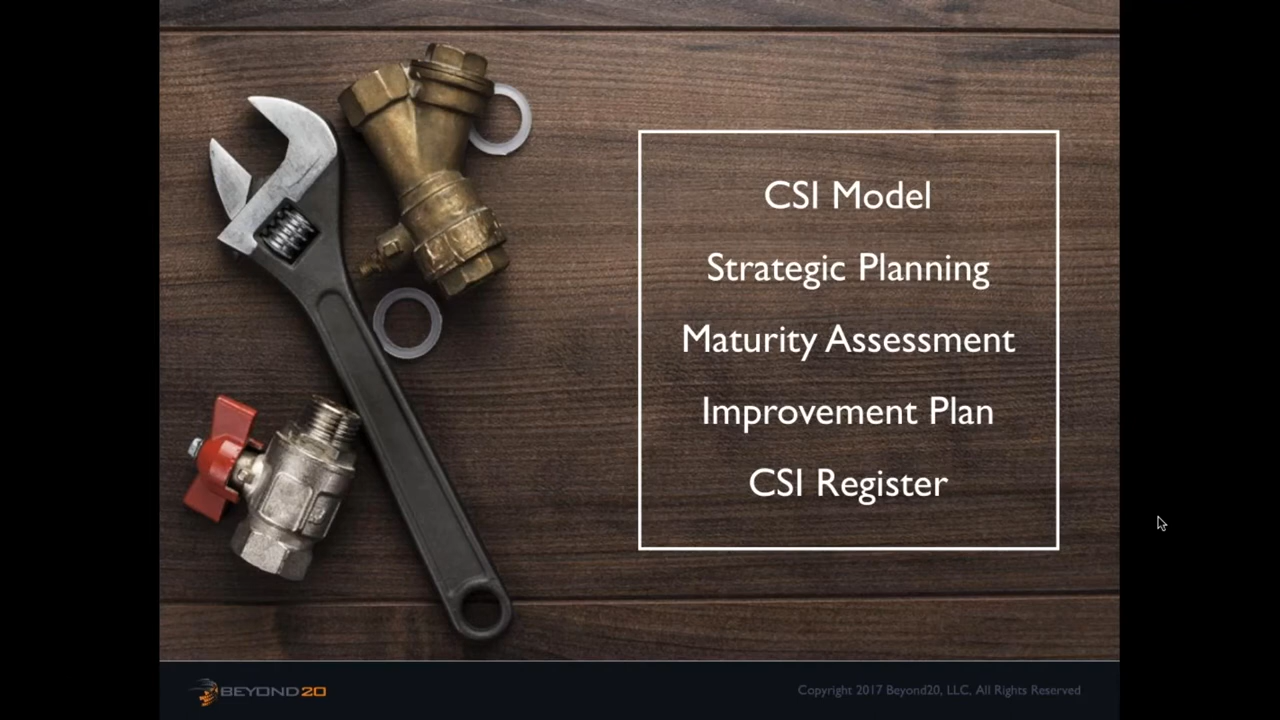 CSI Model
Strategic Planning
Maturity Assessment
Improvement Plan
CSI Register
BEYOND20
Copyright 2017 Beyond20, LLC, All Rights Reserved